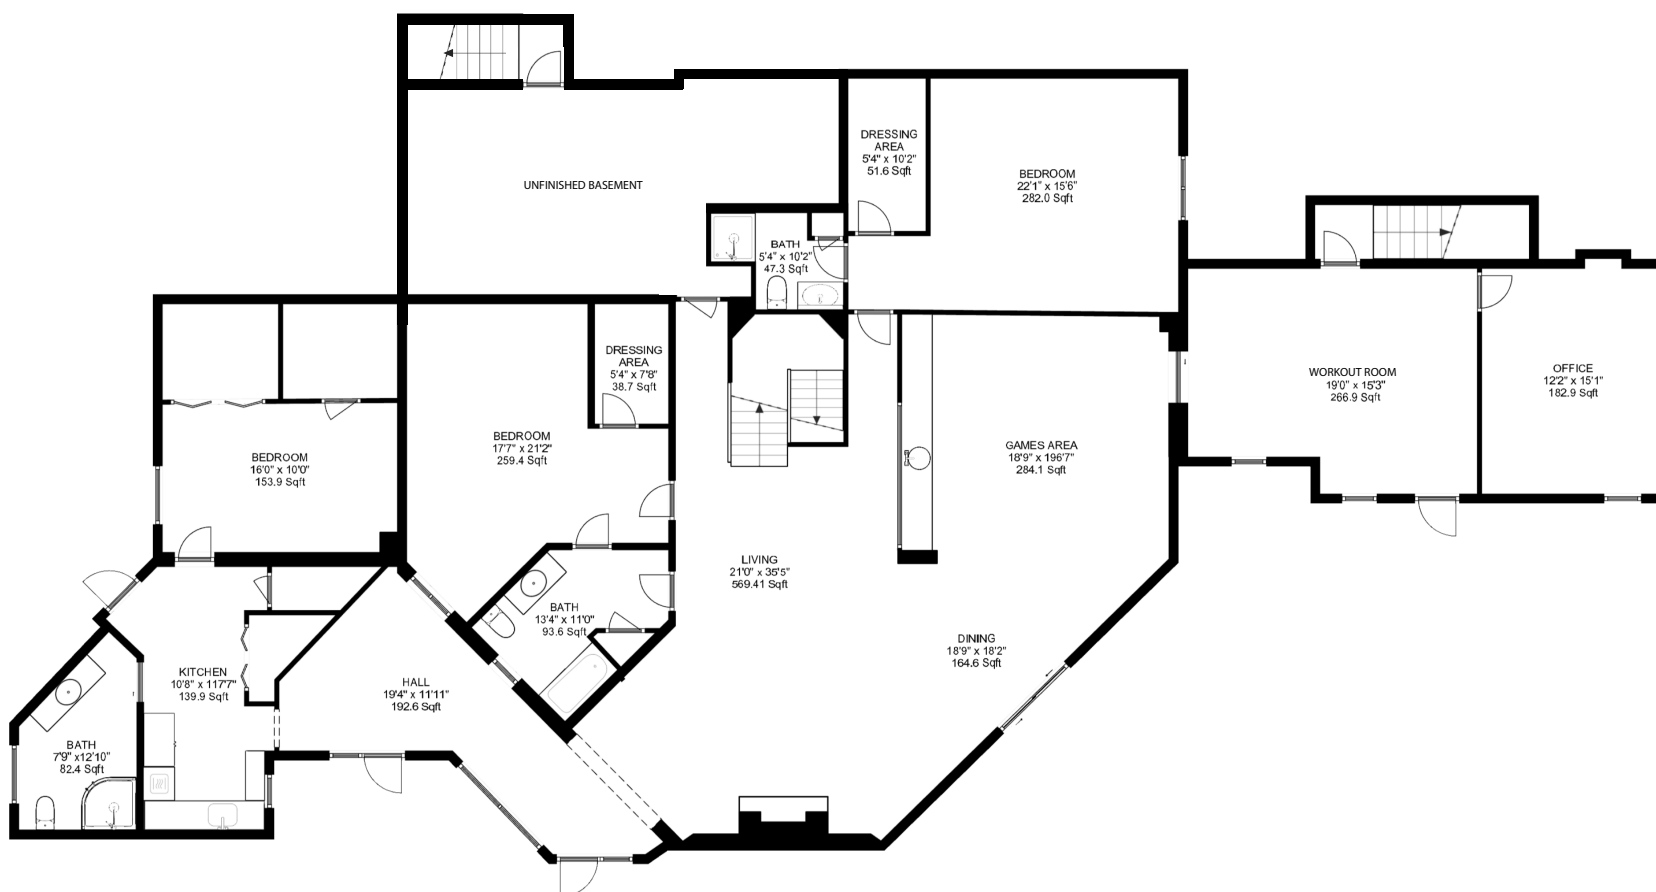 DRESSING
AREA
5'4" x 10'2"
51.6 Sqft
BEDROOM
22'1" x 15'6"
282.0 Sqft
UNFINISHED BASEMENT
BATH
5'4" x 10'2"
47.3 Sqft
DRESSING
AREA
5'4" x 7'8"
38.7 Sqft
WORKOUT ROOM
19'0" x 15'3"
266.9 Sqft
OFFICE
12'2" x 15'1"
182.9 Sqft
BEDROOM
17'7" x 21'2"
259.4 Sqft
GAMES AREA
18'9" x 196'7"
284.1 Sqft
BEDROOM
16'0" x 10'0"
153.9 Sqft
LIVING
21'0" x 35'5"
569.41 Sqft
BATH
13'4" x 11'0"
93.6 Sqft
DINING
18'9" x 18'2"
164.6 Sqft
KITCHEN
10'8" x 117'7"
139.9 Sqft
HALL
19'4" x 11'11"
192.6 Sqft
BATH
7'9" x12'10"
82.4 Sqft